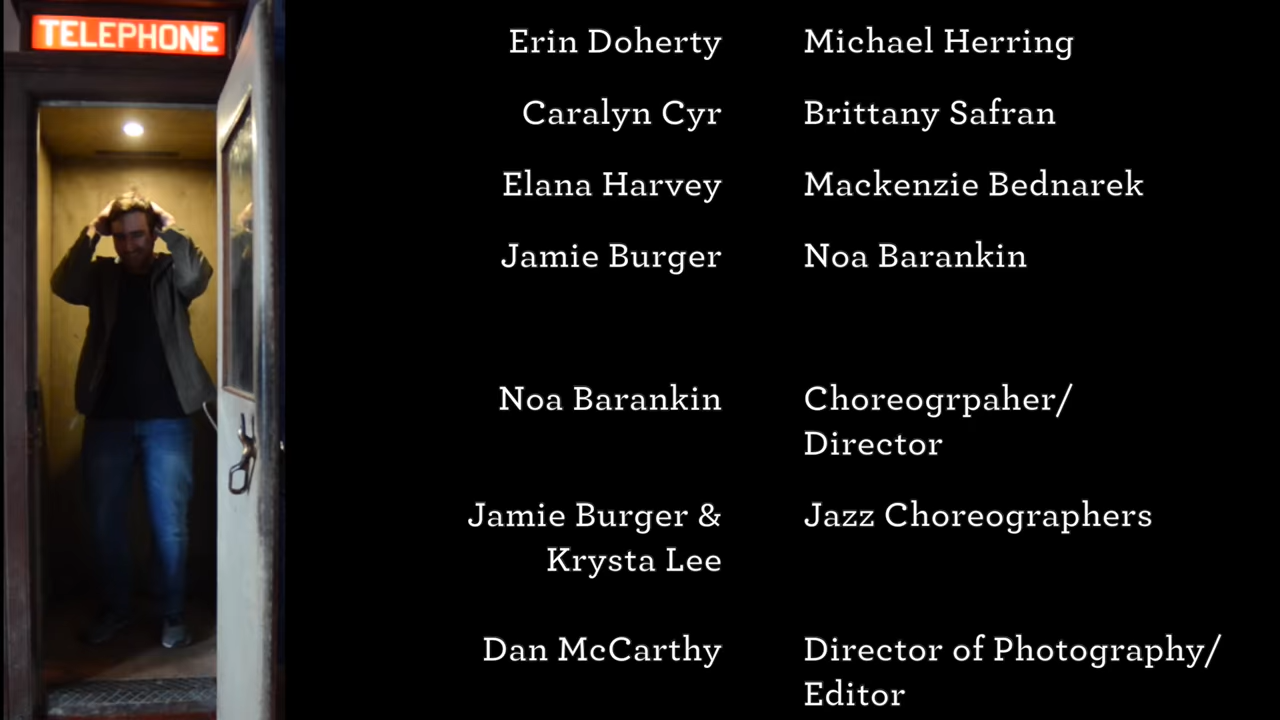 TELEPHONE
Erin Doherty Michael Herring
Caralyn Cyr Brittany Safran
Elana Harvey Mackenzie Bednarek
Jamie Burger Noa Barankin
Noa Barankin Choreogrpaher/
Director
Jamie Burger & Jazz Choreographers
Krysta Lee
Dan McCarthy Director of Photography/
Editor